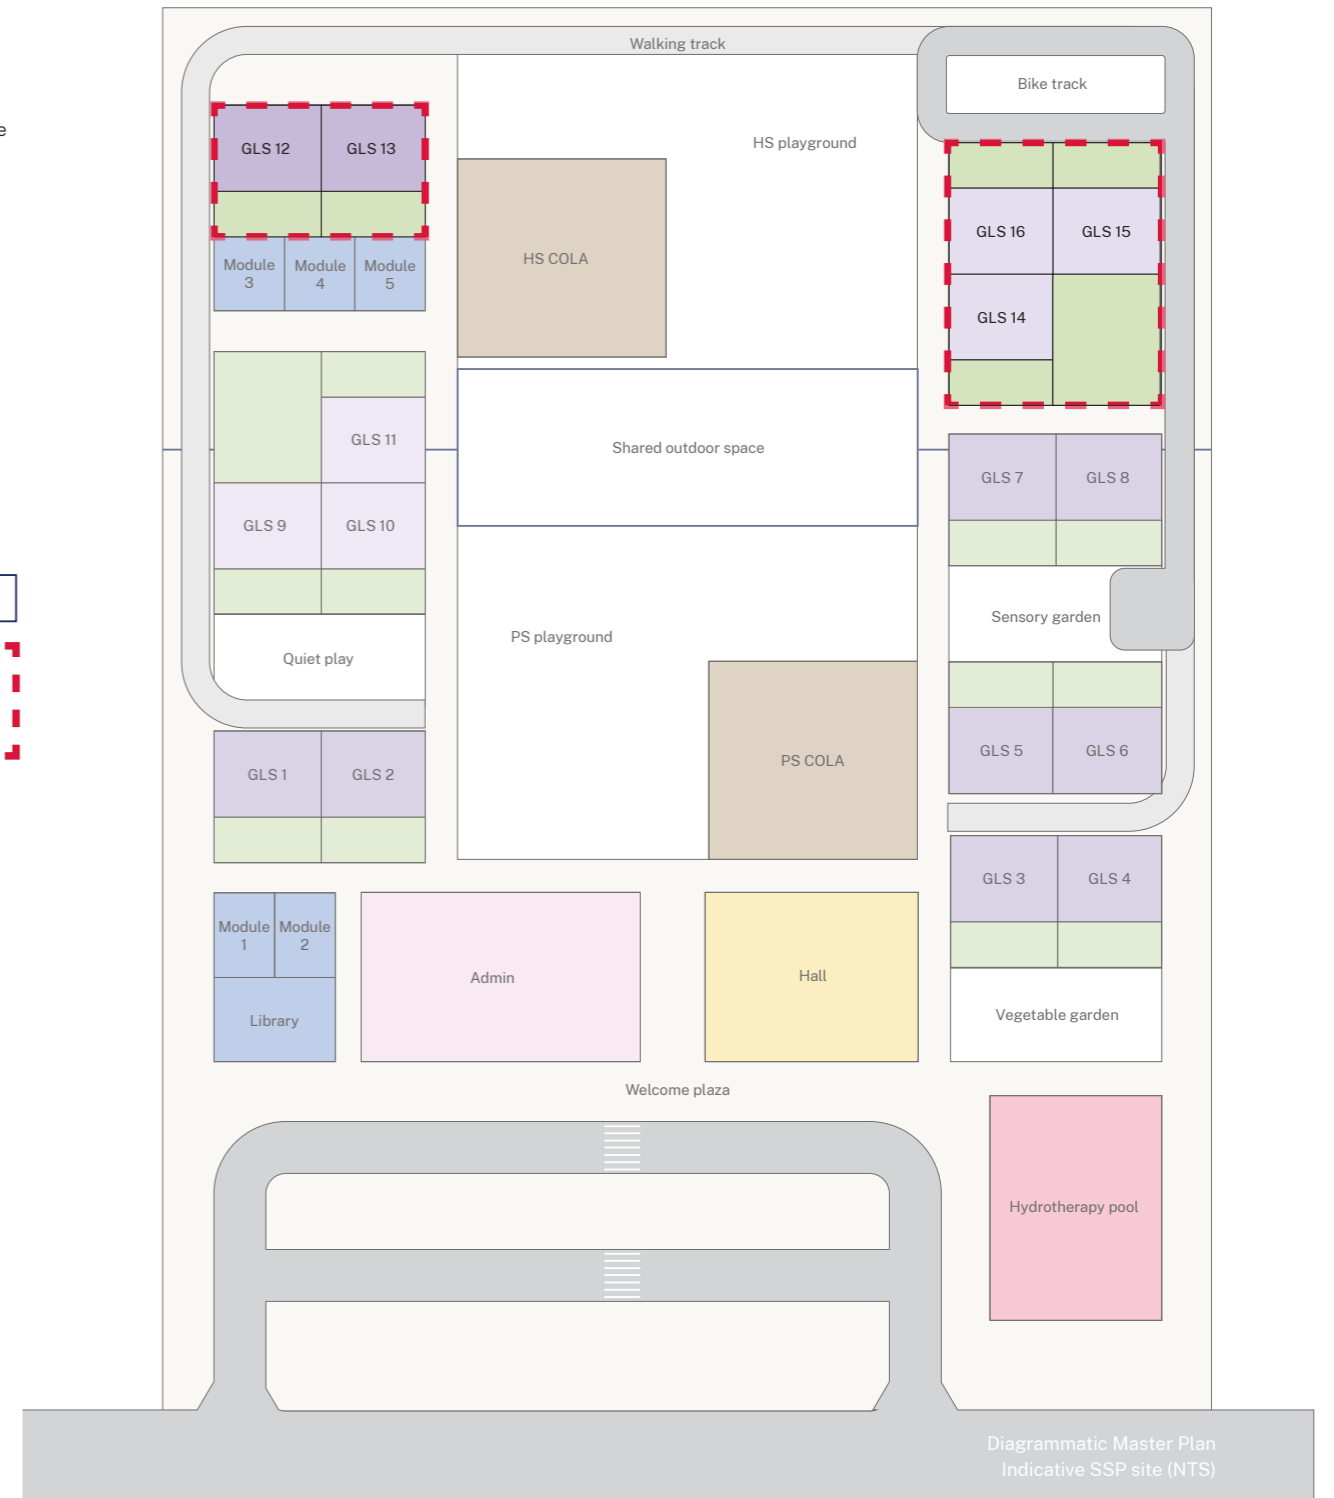 e
Walking track
Bike track
HS playground
GLS 12
GLS 13
HS COLA
GLS 16
GLS 15
Module
3
Module
4
Module
5
GLS 14
GLS 11
Shared outdoor space
GLS 7
GLS 8
GLS 9
GLS 10
Sensory garden
PS playground
Quiet play
GLS 5
GLS 6
PS COLA
GLS 1
GLS 2
GLS 3
GLS 4
Module
1
Module
2
Admin
Hall
Library
Vegetable garden
Welcome plaza
Hydrotherapy pool
Diagrammatic Master Plan
Indicative SSP site (NTS)